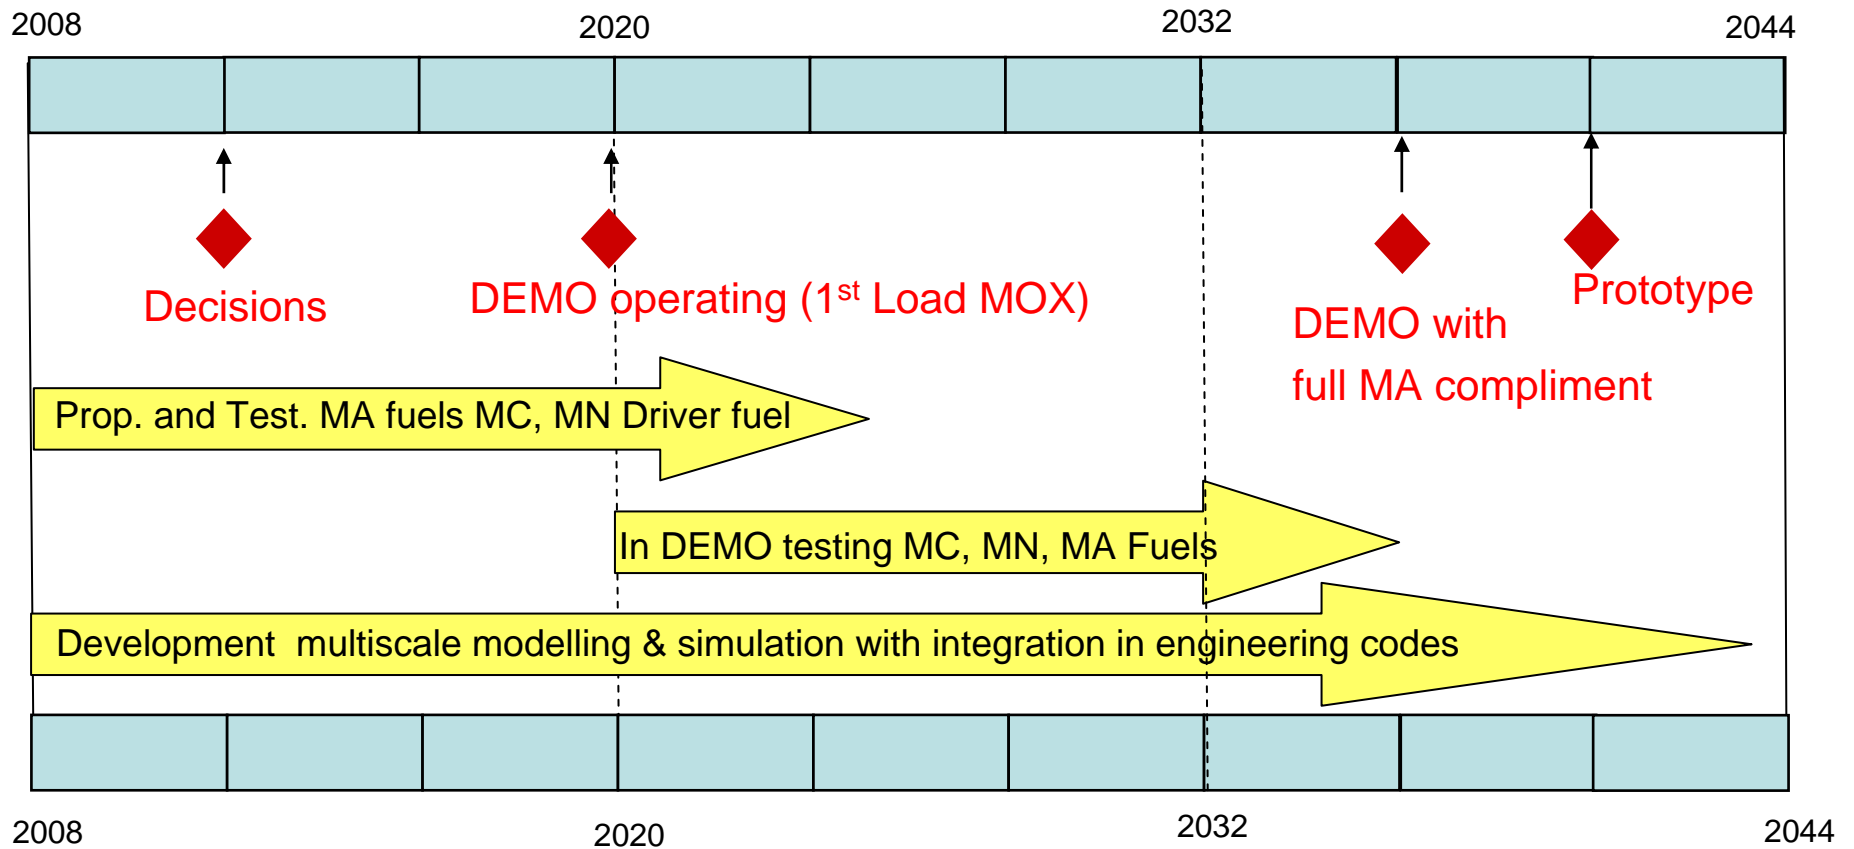 2008
2020
2032
2044
Decisions
DEMO operating (1st Load MOX)
DEMO with
full MA compliment
Prototype
Prop. and Test. MA fuels MC, MN Driver fuel
In DEMO testing MC, MN, MA Fuels
Development multiscale modelling & simulation with integration in engineering codes
2008
2020
2032
2044